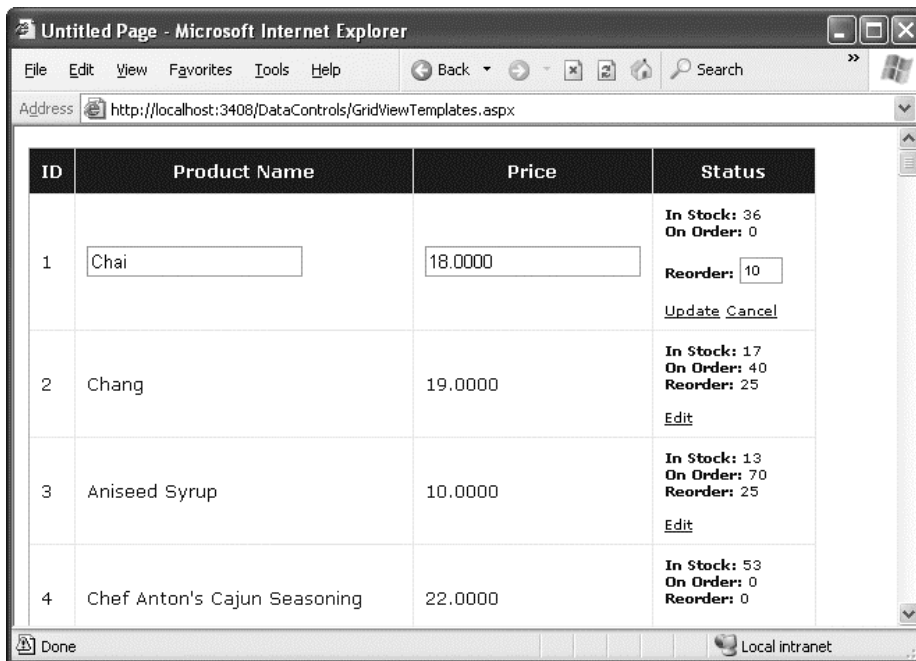 Untitled Page - Microsoft Internet Explorer
File Edit View Favorites Tools Help Back Search »
Address http://localhost:3408/DataControls/GridViewTemplates.aspx
ID Product Name Price Status
1 Chai 18.0000
In Stock: 36
On Order: 0
Reorder: 10
Update Cancel
2 Chang 19.0000
In Stock: 17
On Order: 40
Reorder: 25
Edit
3 Aniseed Syrup 10.0000
In Stock: 13
On Order: 70
Reorder: 25
Edit
4 Chef Anton's Cajun Seasoning 22.0000
In Stock: 53
On Order: 0
Reorder: 0
Done Local intranet